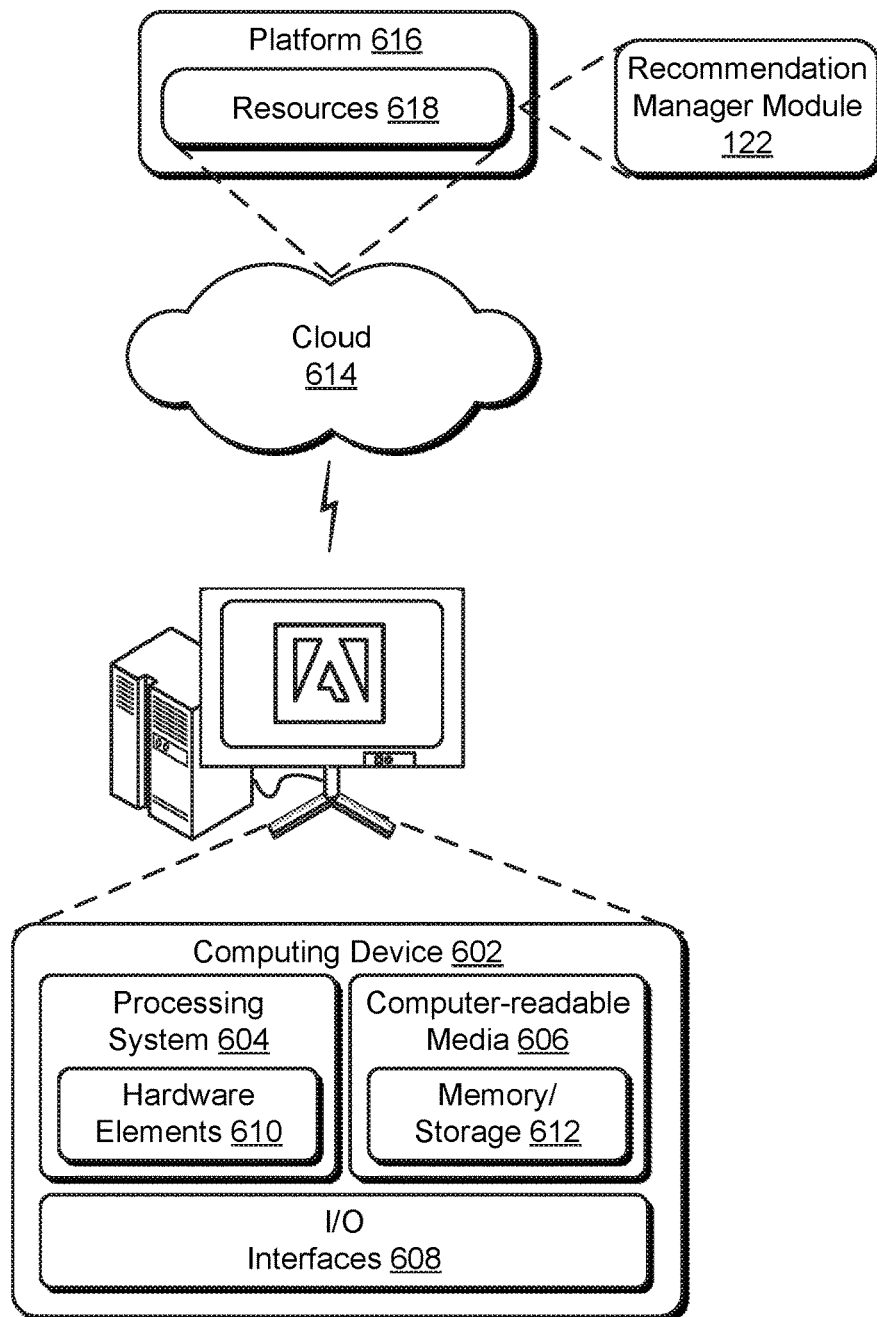 Platform 616
Resources 618
Recommendation
Manager Module
122
Cloud
614
Computing Device 602
Processing
System 604
Hardware
Elements 610
Computer-readable
Media 606
Memory/
Storage 612
I/O
Interfaces 608